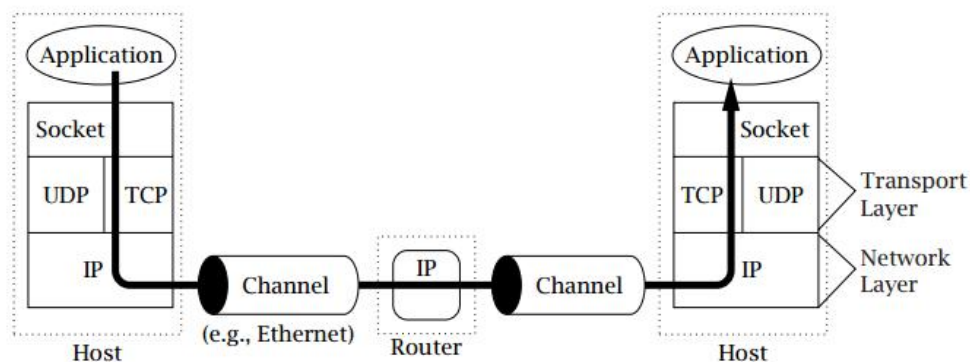 Application
Application
Socket
Socket
UDP
TCP
TCP
UDP
Transport
Layer
IP
Channel
(e.g., Ethernet)
IP
Channel
IP
Network
Layer
Host
Router
Host